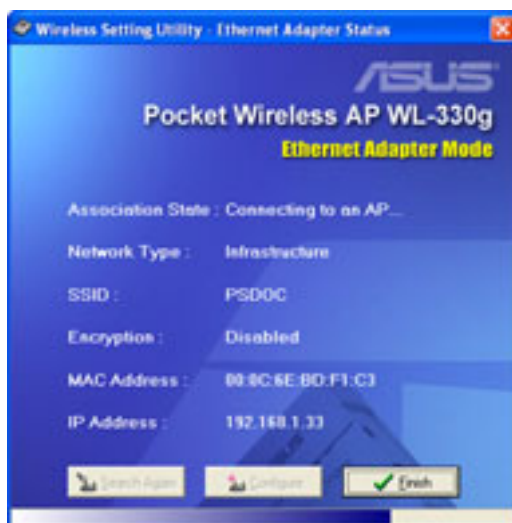 Wireless Setting Utility - Ethernet Adapter Status
ASUS
Pocket Wireless AP WL-330g
Ethernet Adapter Mode
Association State : Connecting to an AP...
Network Type : Infrastructure
SSID : PSDOC
Encryption : Disabled
MAC Address : 00:0C:6E:BD:F1:C3
IP Address : 192.168.1.33
Search Again Configure Finish